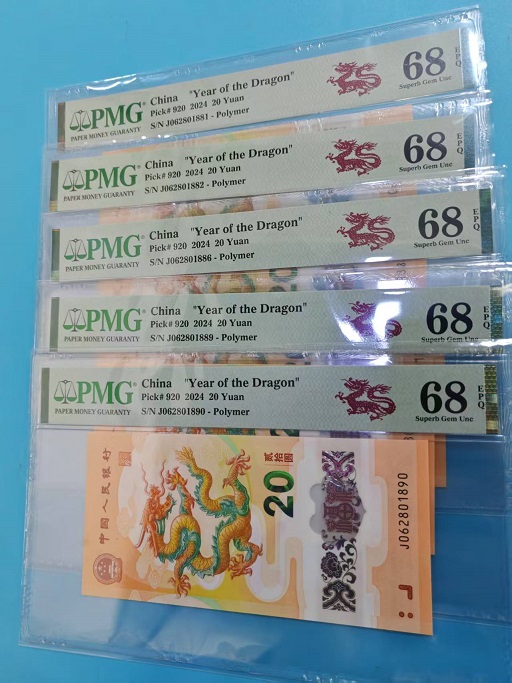 PMG
PAPER MONEY GUARANTY
China "Year of the Dragon"
Pick# 920 2024 20 Yuan
S/N J062801881 - Polymer
68
Superb Gem Unc
EPQ
PMG
PAPER MONEY GUARANTY
China "Year of the Dragon"
Pick# 920 2024 20 Yuan
S/N J062801882 - Polymer
68
Superb Gem Unc
EPQ
PMG
PAPER MONEY GUARANTY
China "Year of the Dragon"
Pick# 920 2024 20 Yuan
S/N J062801886 - Polymer
68
Superb Gem Unc
EPQ
PMG
PAPER MONEY GUARANTY
China "Year of the Dragon"
Pick# 920 2024 20 Yuan
S/N J062801889 - Polymer
68
Superb Gem Unc
EPQ
PMG
PAPER MONEY GUARANTY
China "Year of the Dragon"
Pick# 920 2024 20 Yuan
S/N J062801890 - Polymer
68
Superb Gem Unc
EPQ
中國人民銀行
貳拾圓
20
J062801890